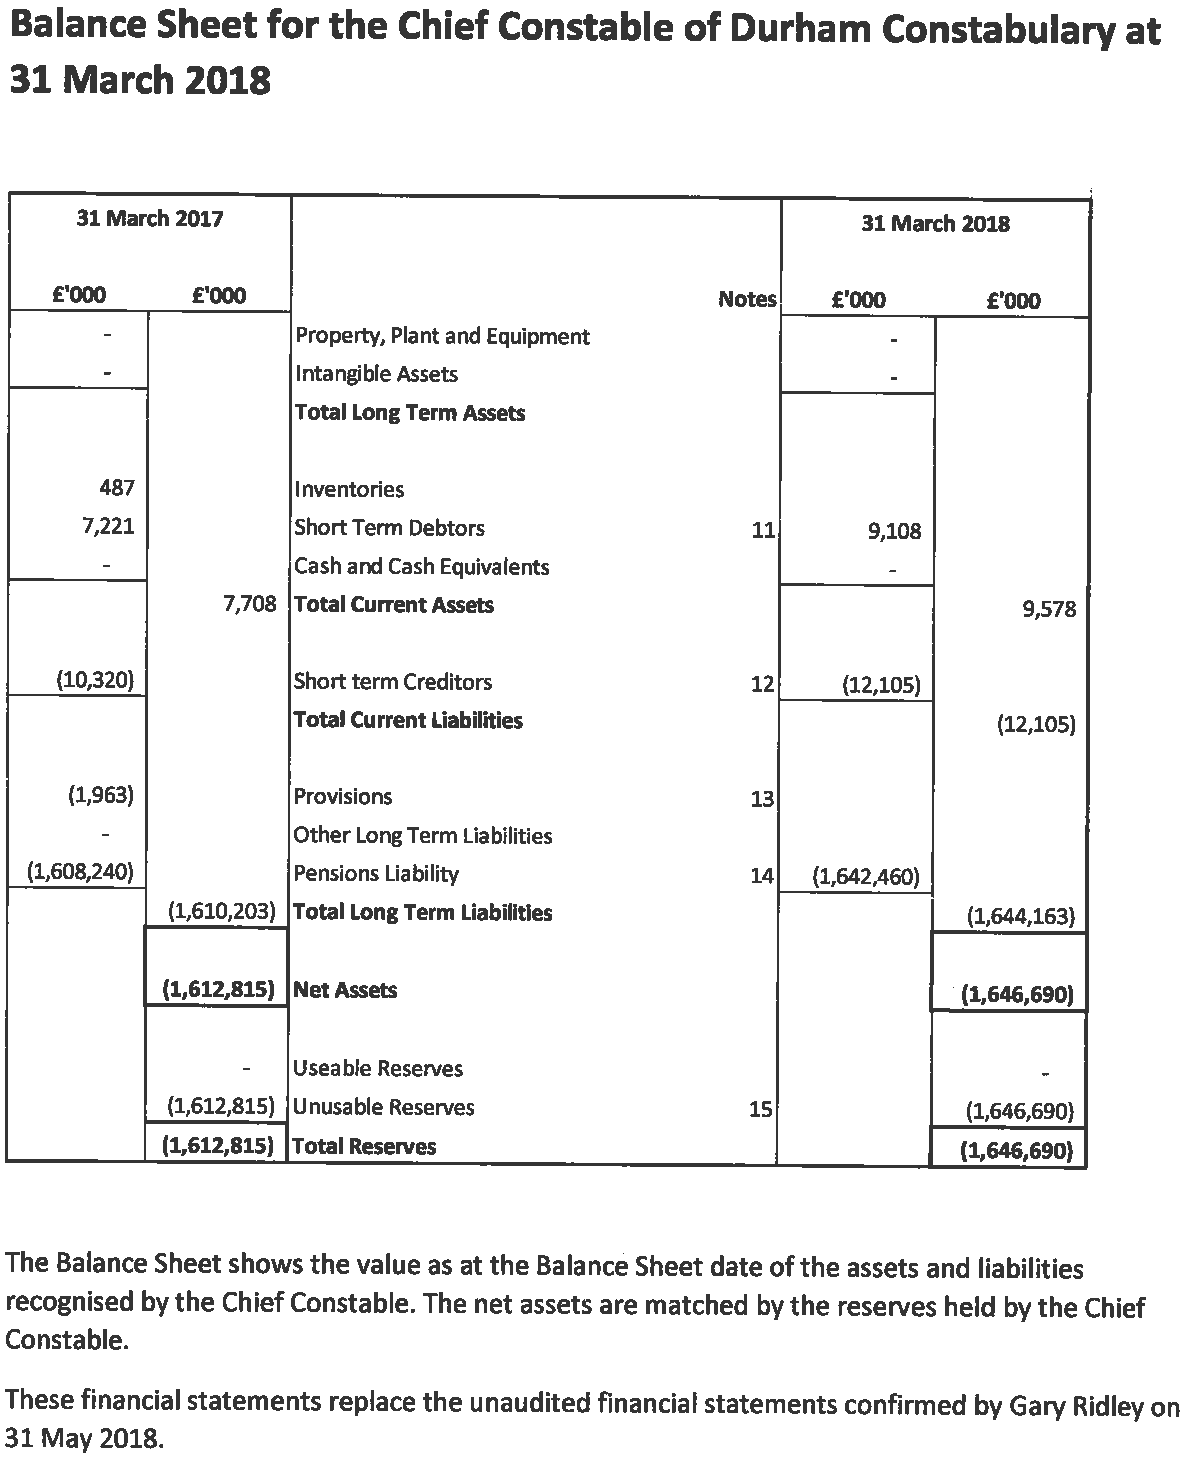 Balance Sheet for the Chief Constable of Durham Constabulary at
31 March 2018
31 March 2017 31 March 2018
£'000 £'000 Notes £'000 £'000
- Property, Plant and Equipment -
- Intangible Assets -
Total Long Term Assets
487 Inventories
7,221 Short Term Debtors 11 9,108
- Cash and Cash Equivalents -
7,708 Total Current Assets 9,578
(10,320) Short term Creditors 12 (12,105)
Total Current Liabilities (12,105)
(1,963) Provisions 13
- Other Long Term Liabilities
(1,608,240) Pensions Liability 14 (1,642,460)
(1,610,203) Total Long Term Liabilities (1,644,163)
(1,612,815) Net Assets (1,646,690)
- Useable Reserves -
(1,612,815) Unusable Reserves 15 (1,646,690)
(1,612,815) Total Reserves (1,646,690)
The Balance Sheet shows the value as at the Balance Sheet date of the assets and liabilities
recognised by the Chief Constable. The net assets are matched by the reserves held by the Chief
Constable.
These financial statements replace the unaudited financial statements confirmed by Gary Ridley on
31 May 2018.